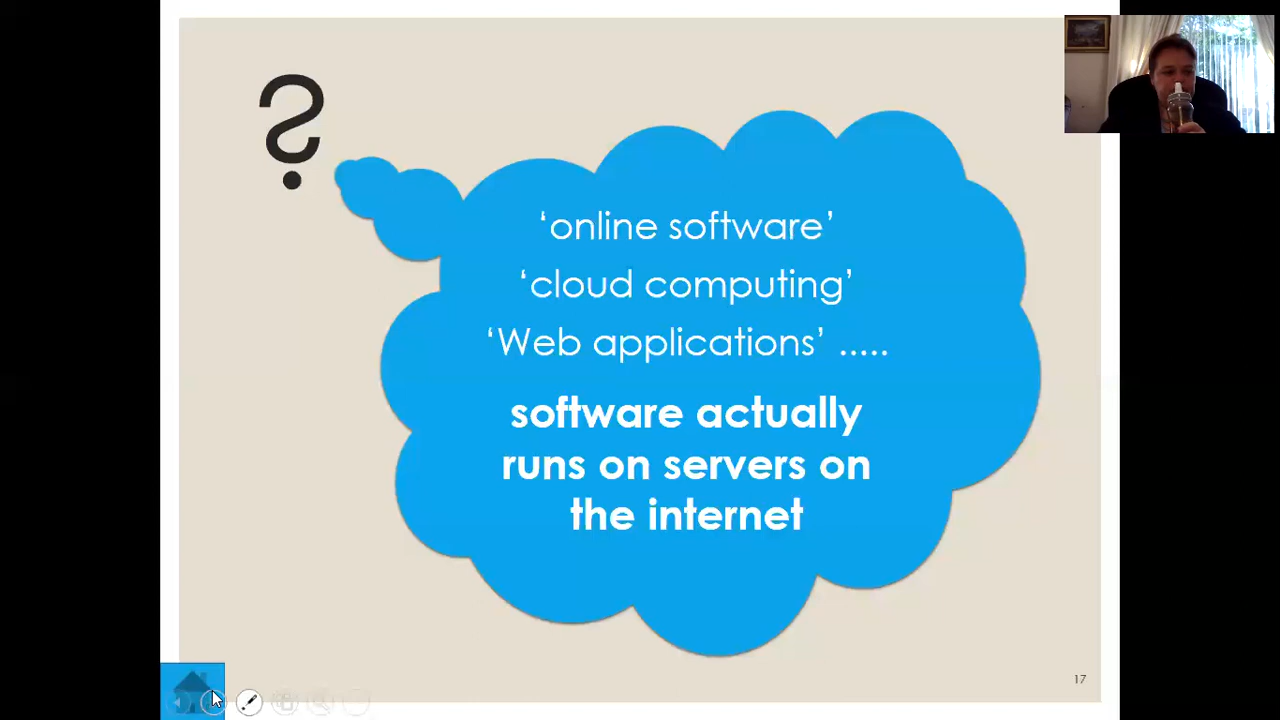 ?
‘online software’
‘cloud computing’
‘Web applications’ .....
software actually
runs on servers on
the internet
17